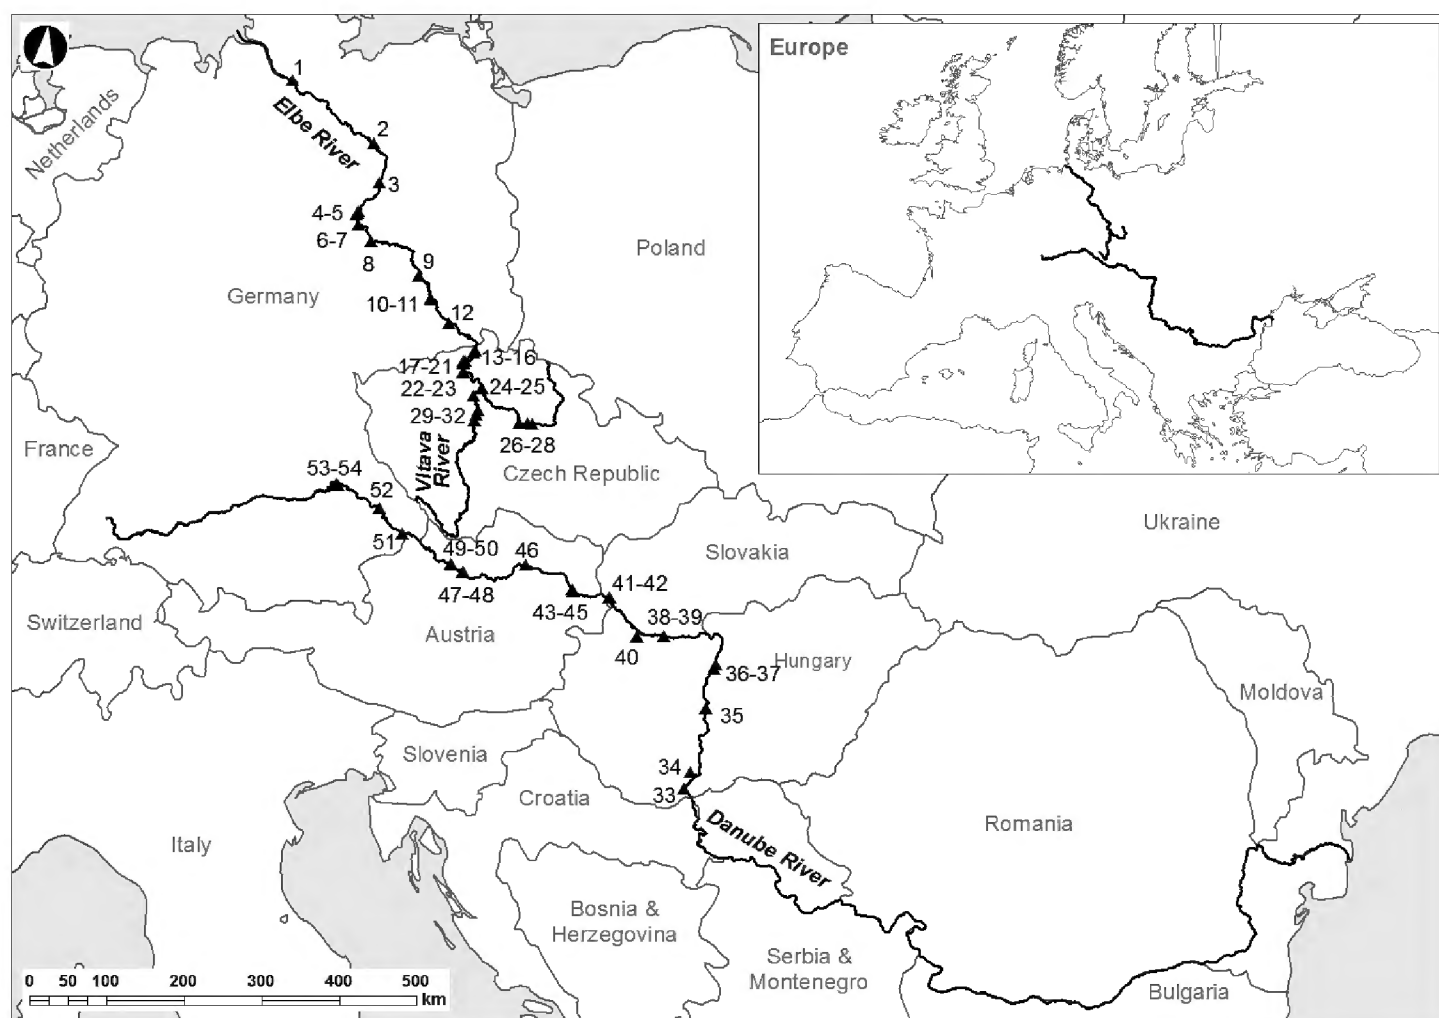 Europe
1
Elbe River
Netherlands
2
3
4-5
6-7
8
Poland
9
Germany
10-11
12
13-16
17-21
22-23
24-25
29-32
26-28
France
Vltava
River
Czech Republic
53-54
52
51
49-50
46
47-48
43-45
41-42
Slovakia
Ukraine
38-39
40
Switzerland
Austria
Hungary
36-37
Moldova
35
Slovenia
34
33
Croatia
Danube River
Romania
Italy
Bosnia &
Herzegovina
Serbia &
Montenegro
Bulgaria
0 50 100 200 300 400 500
km